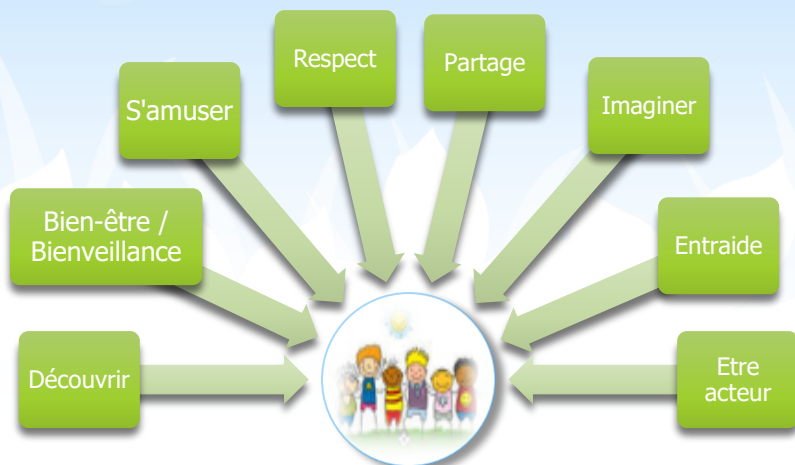 Respect
Partage
S'amuser
Imaginer
Bien-être /
Bienveillance
Entraide
Découvrir
Etre
acteur